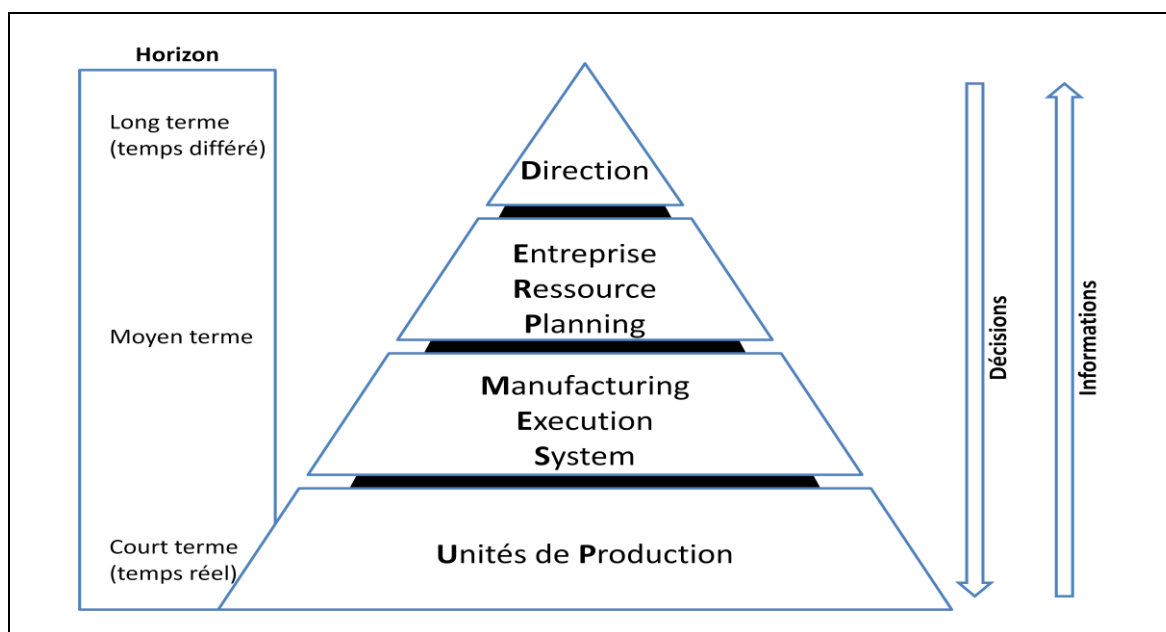 Horizon
Long terme
(temps différé)
Moyen terme
Court terme
(temps réel)
Direction
Entreprise
Ressource
Planning
Manufacturing
Execution
System
Unités de Production
Décisions
Informations